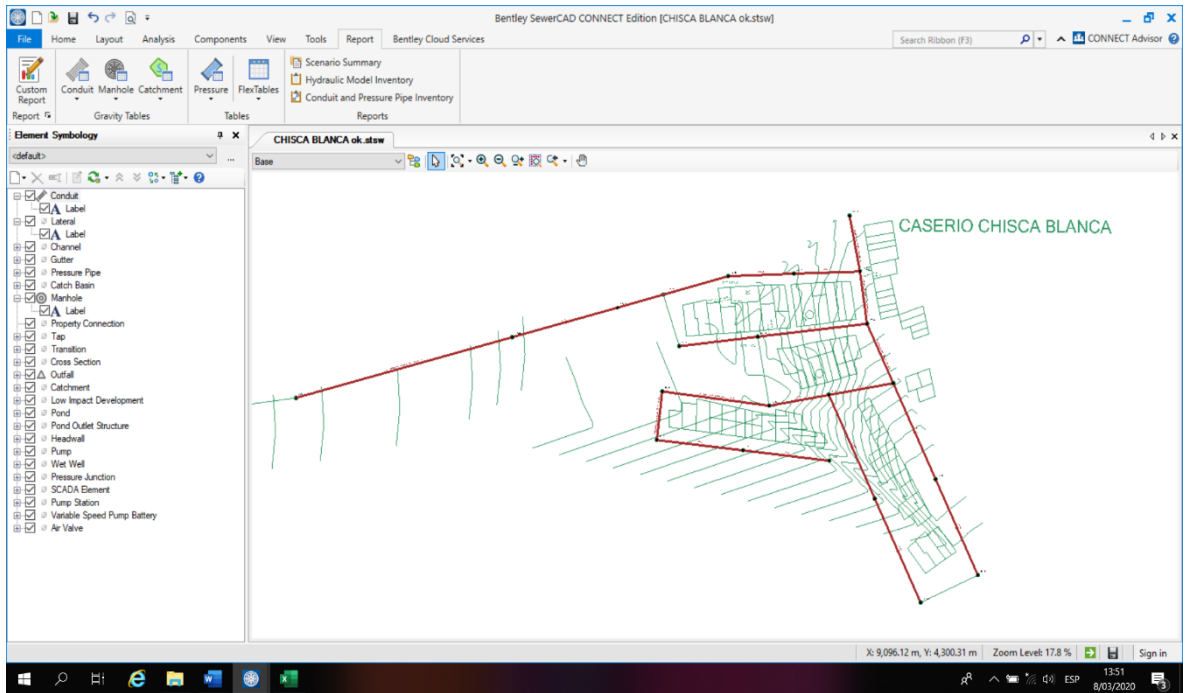 Bentley SewerCAD CONNECT Edition [CHISCA BLANCA ok.stsw]
File Home Layout Analysis Components View Tools Report Bentley Cloud Services
Search Ribbon (F3)
CONNECT Advisor
Custom Report
Conduit Manhole Catchment
Pressure FlexTables
Scenario Summary
Hydraulic Model Inventory
Conduit and Pressure Pipe Inventory
Report Gravity Tables Tables Reports
Element Symbology
CHISCA BLANCA ok.stsw
<default>
Base
Conduit
Label
Lateral
Label
Channel
Gutter
Pressure Pipe
Catch Basin
Manhole
Label
Property Connection
Tap
Transition
Cross Section
Outfall
Catchment
Low Impact Development
Pond
Pond Outlet Structure
Headwall
Pump
Wet Well
Pressure Junction
SCADA Element
Pump Station
Variable Speed Pump Battery
Air Valve
CASERIO CHISCA BLANCA
X: 9,096.12 m, Y: 4,300.31 m Zoom Level: 17.8 % Sign in
ESP
13:51
8/03/2020